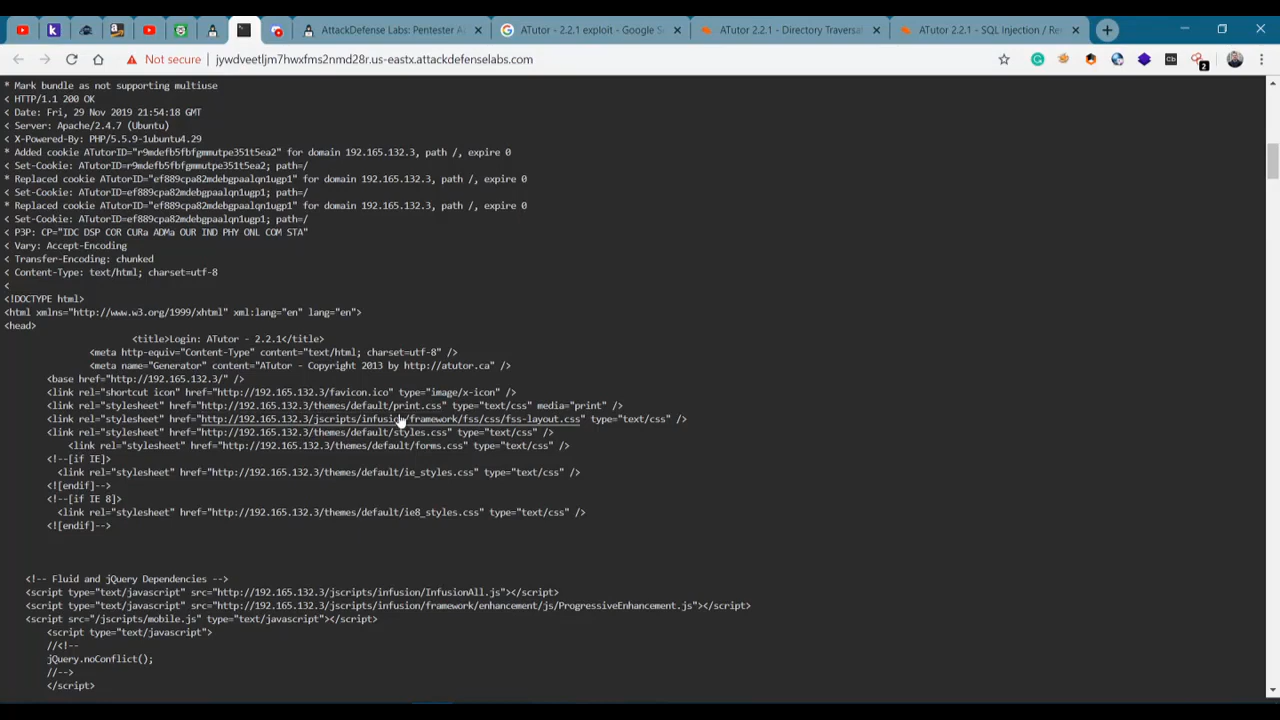 AttackDefense Labs: Pentester A
ATutor - 2.2.1 exploit - Google S
ATutor 2.2.1 - Directory Traversal
ATutor 2.2.1 - SQL Injection / Re
Not secure
jywdveetljm7hwxfms2nmd28r.us-eastx.attackdefenselabs.com
Cb
2
* Mark bundle as not supporting multiuse
< HTTP/1.1 200 OK
< Date: Fri, 29 Nov 2019 21:54:18 GMT
< Server: Apache/2.4.7 (Ubuntu)
< X-Powered-By: PHP/5.5.9-1ubuntu4.29
* Added cookie ATutorID="r9mdefb5fbfgmmutpe351t5ea2" for domain 192.165.132.3, path /, expire 0
< Set-Cookie: ATutorID=r9mdefb5fbfgmmutpe351t5ea2; path=/
* Replaced cookie ATutorID="ef889cpa82mdebgpaalqn1ugp1" for domain 192.165.132.3, path /, expire 0
< Set-Cookie: ATutorID=ef889cpa82mdebgpaalqn1ugp1; path=/
* Replaced cookie ATutorID="ef889cpa82mdebgpaalqn1ugp1" for domain 192.165.132.3, path /, expire 0
< Set-Cookie: ATutorID=ef889cpa82mdebgpaalqn1ugp1; path=/
< P3P: CP="IDC DSP COR CURa ADMa OUR IND PHY ONL COM STA"
< Vary: Accept-Encoding
< Transfer-Encoding: chunked
< Content-Type: text/html; charset=utf-8
<
<!DOCTYPE html>
<html xmlns="http://www.w3.org/1999/xhtml" xml:lang="en" lang="en">
<head>
<title>Login: ATutor - 2.2.1</title>
<meta http-equiv="Content-Type" content="text/html; charset=utf-8" />
<meta name="Generator" content="ATutor - Copyright 2013 by http://atutor.ca" />
<base href="http://192.165.132.3/" />
<link rel="shortcut icon" href="http://192.165.132.3/favicon.ico" type="image/x-icon" />
<link rel="stylesheet" href="http://192.165.132.3/themes/default/print.css" type="text/css" media="print" />
<link rel="stylesheet" href="http://192.165.132.3/jscripts/infusion/framework/fss/css/fss-layout.css" type="text/css" />
<link rel="stylesheet" href="http://192.165.132.3/themes/default/styles.css" type="text/css" />
<link rel="stylesheet" href="http://192.165.132.3/themes/default/forms.css" type="text/css" />
<!--[if IE]>
<link rel="stylesheet" href="http://192.165.132.3/themes/default/ie_styles.css" type="text/css" />
<![endif]-->
<!--[if IE 8]>
<link rel="stylesheet" href="http://192.165.132.3/themes/default/ie8_styles.css" type="text/css" />
<![endif]-->
<!-- Fluid and jQuery Dependencies -->
<script type="text/javascript" src="http://192.165.132.3/jscripts/infusion/InfusionAll.js"></script>
<script type="text/javascript" src="http://192.165.132.3/jscripts/infusion/framework/enhancement/js/ProgressiveEnhancement.js"></script>
<script src="/jscripts/mobile.js" type="text/javascript"></script>
<script type="text/javascript">
//<!--
jQuery.noConflict();
//-->
</script>